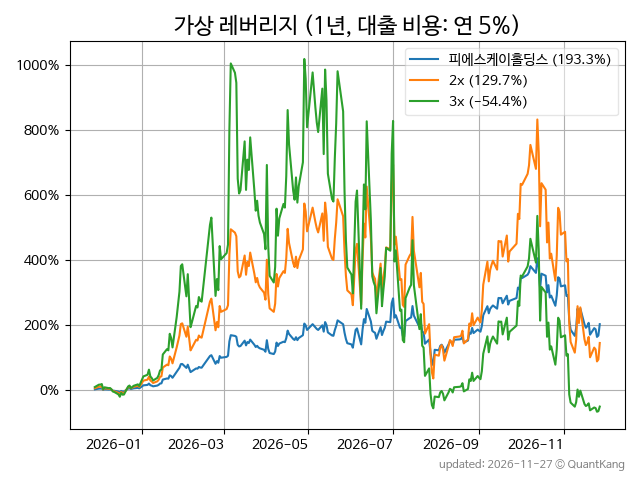 가상 레버리지 (1년, 대출 비용: 연 5%)
피에스케이홀딩스 (193.3%)
2x (129.7%)
3x (−54.4%)
1000%
800%
600%
400%
200%
0%
2026-01 2026-03 2026-05 2026-07 2026-09 2026-11
updated: 2026-11-27 © QuantKang